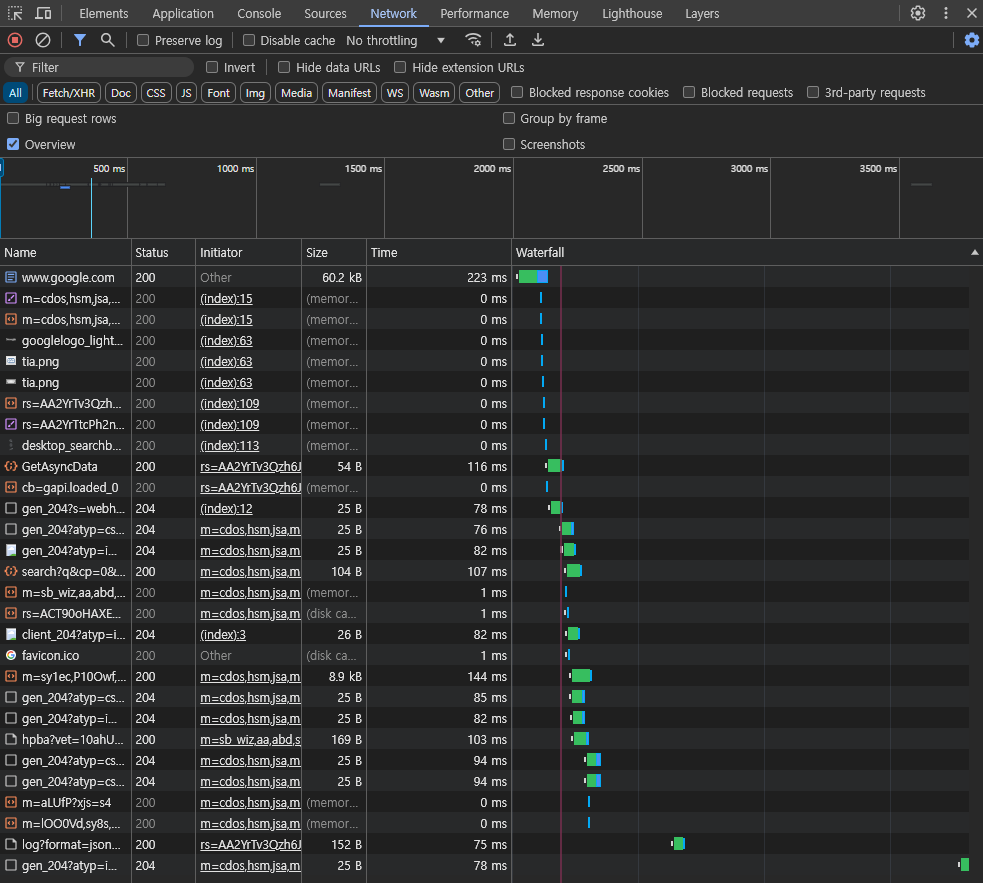 Elements Application Console Sources Network Performance Memory Lighthouse Layers
Preserve log Disable cache No throttling
Filter Invert Hide data URLs Hide extension URLs
All Fetch/XHR Doc CSS JS Font Img Media Manifest WS Wasm Other Blocked response cookies Blocked requests 3rd-party requests
Big request rows Group by frame
Overview Screenshots
500 ms 1000 ms 1500 ms 2000 ms 2500 ms 3000 ms 3500 ms
Name Status Initiator Size Time Waterfall
www.google.com 200 Other 60.2 kB 223 ms
m=cdos,hsm,jsa,... 200 (index):15 (memor... 0 ms
m=cdos,hsm,jsa,... 200 (index):15 (memor... 0 ms
googlelogo_light... 200 (index):63 (memor... 0 ms
tia.png 200 (index):63 (memor... 0 ms
tia.png 200 (index):63 (memor... 0 ms
rs=AA2YrTv3Qzh... 200 (index):109 (memor... 0 ms
rs=AA2YrTtcPh2n... 200 (index):109 (memor... 0 ms
desktop_searchb... 200 (index):113 (memor... 0 ms
GetAsyncData 200 rs=AA2YrTv3Qzh6J 54 B 116 ms
cb=gapi.loaded_0 200 rs=AA2YrTv3Qzh6J (memor... 0 ms
gen_204?s=webh... 204 (index):12 25 B 78 ms
gen_204?atyp=cs... 204 m=cdos,hsm,jsa,m 25 B 76 ms
gen_204?atyp=i... 204 m=cdos,hsm,jsa,m 25 B 82 ms
search?q&cp=0&... 200 m=cdos,hsm,jsa,m 104 B 107 ms
m=sb_wiz,aa,abd,... 200 m=cdos,hsm,jsa,m (memor... 1 ms
rs=ACT90oHAXE... 200 m=cdos,hsm,jsa,m (disk ca... 1 ms
client_204?atyp=i... 204 (index):3 26 B 82 ms
favicon.ico 200 Other (disk ca... 1 ms
m=sy1ec,P10Owf,... 200 m=cdos,hsm,jsa,m 8.9 kB 144 ms
gen_204?atyp=cs... 204 m=cdos,hsm,jsa,m 25 B 85 ms
gen_204?atyp=i... 204 m=cdos,hsm,jsa,m 25 B 82 ms
hpba?vet=10ahU... 200 m=sb_wiz,aa,abd,s 169 B 103 ms
gen_204?atyp=cs... 204 m=cdos,hsm,jsa,m 25 B 94 ms
gen_204?atyp=cs... 204 m=cdos,hsm,jsa,m 25 B 94 ms
m=aLUfP?xjs=s4 200 m=cdos,hsm,jsa,m (memor... 0 ms
m=lOO0Vd,sy8s,... 200 m=cdos,hsm,jsa,m (memor... 0 ms
log?format=json... 200 rs=AA2YrTv3Qzh6J 152 B 75 ms
gen_204?atyp=i... 204 m=cdos,hsm,jsa,m 25 B 78 ms